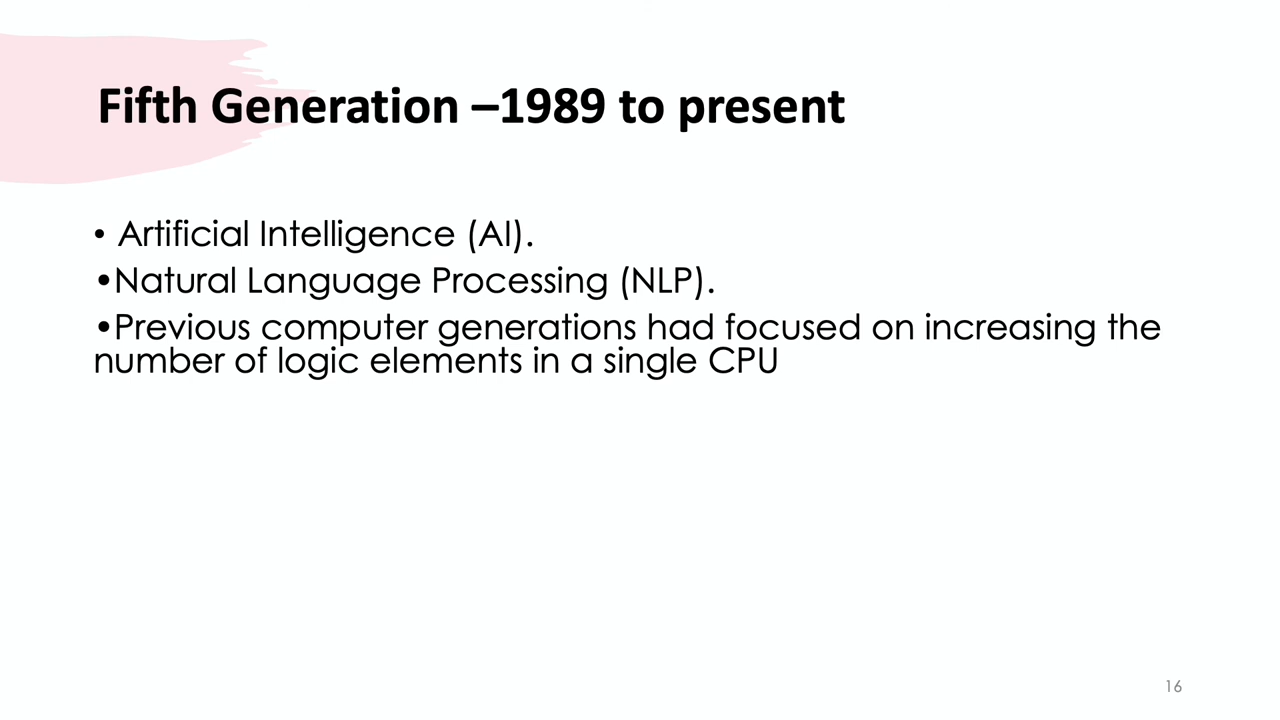 Fifth Generation –1989 to present
• Artificial Intelligence (AI).
•Natural Language Processing (NLP).
•Previous computer generations had focused on increasing the
number of logic elements in a single CPU
16